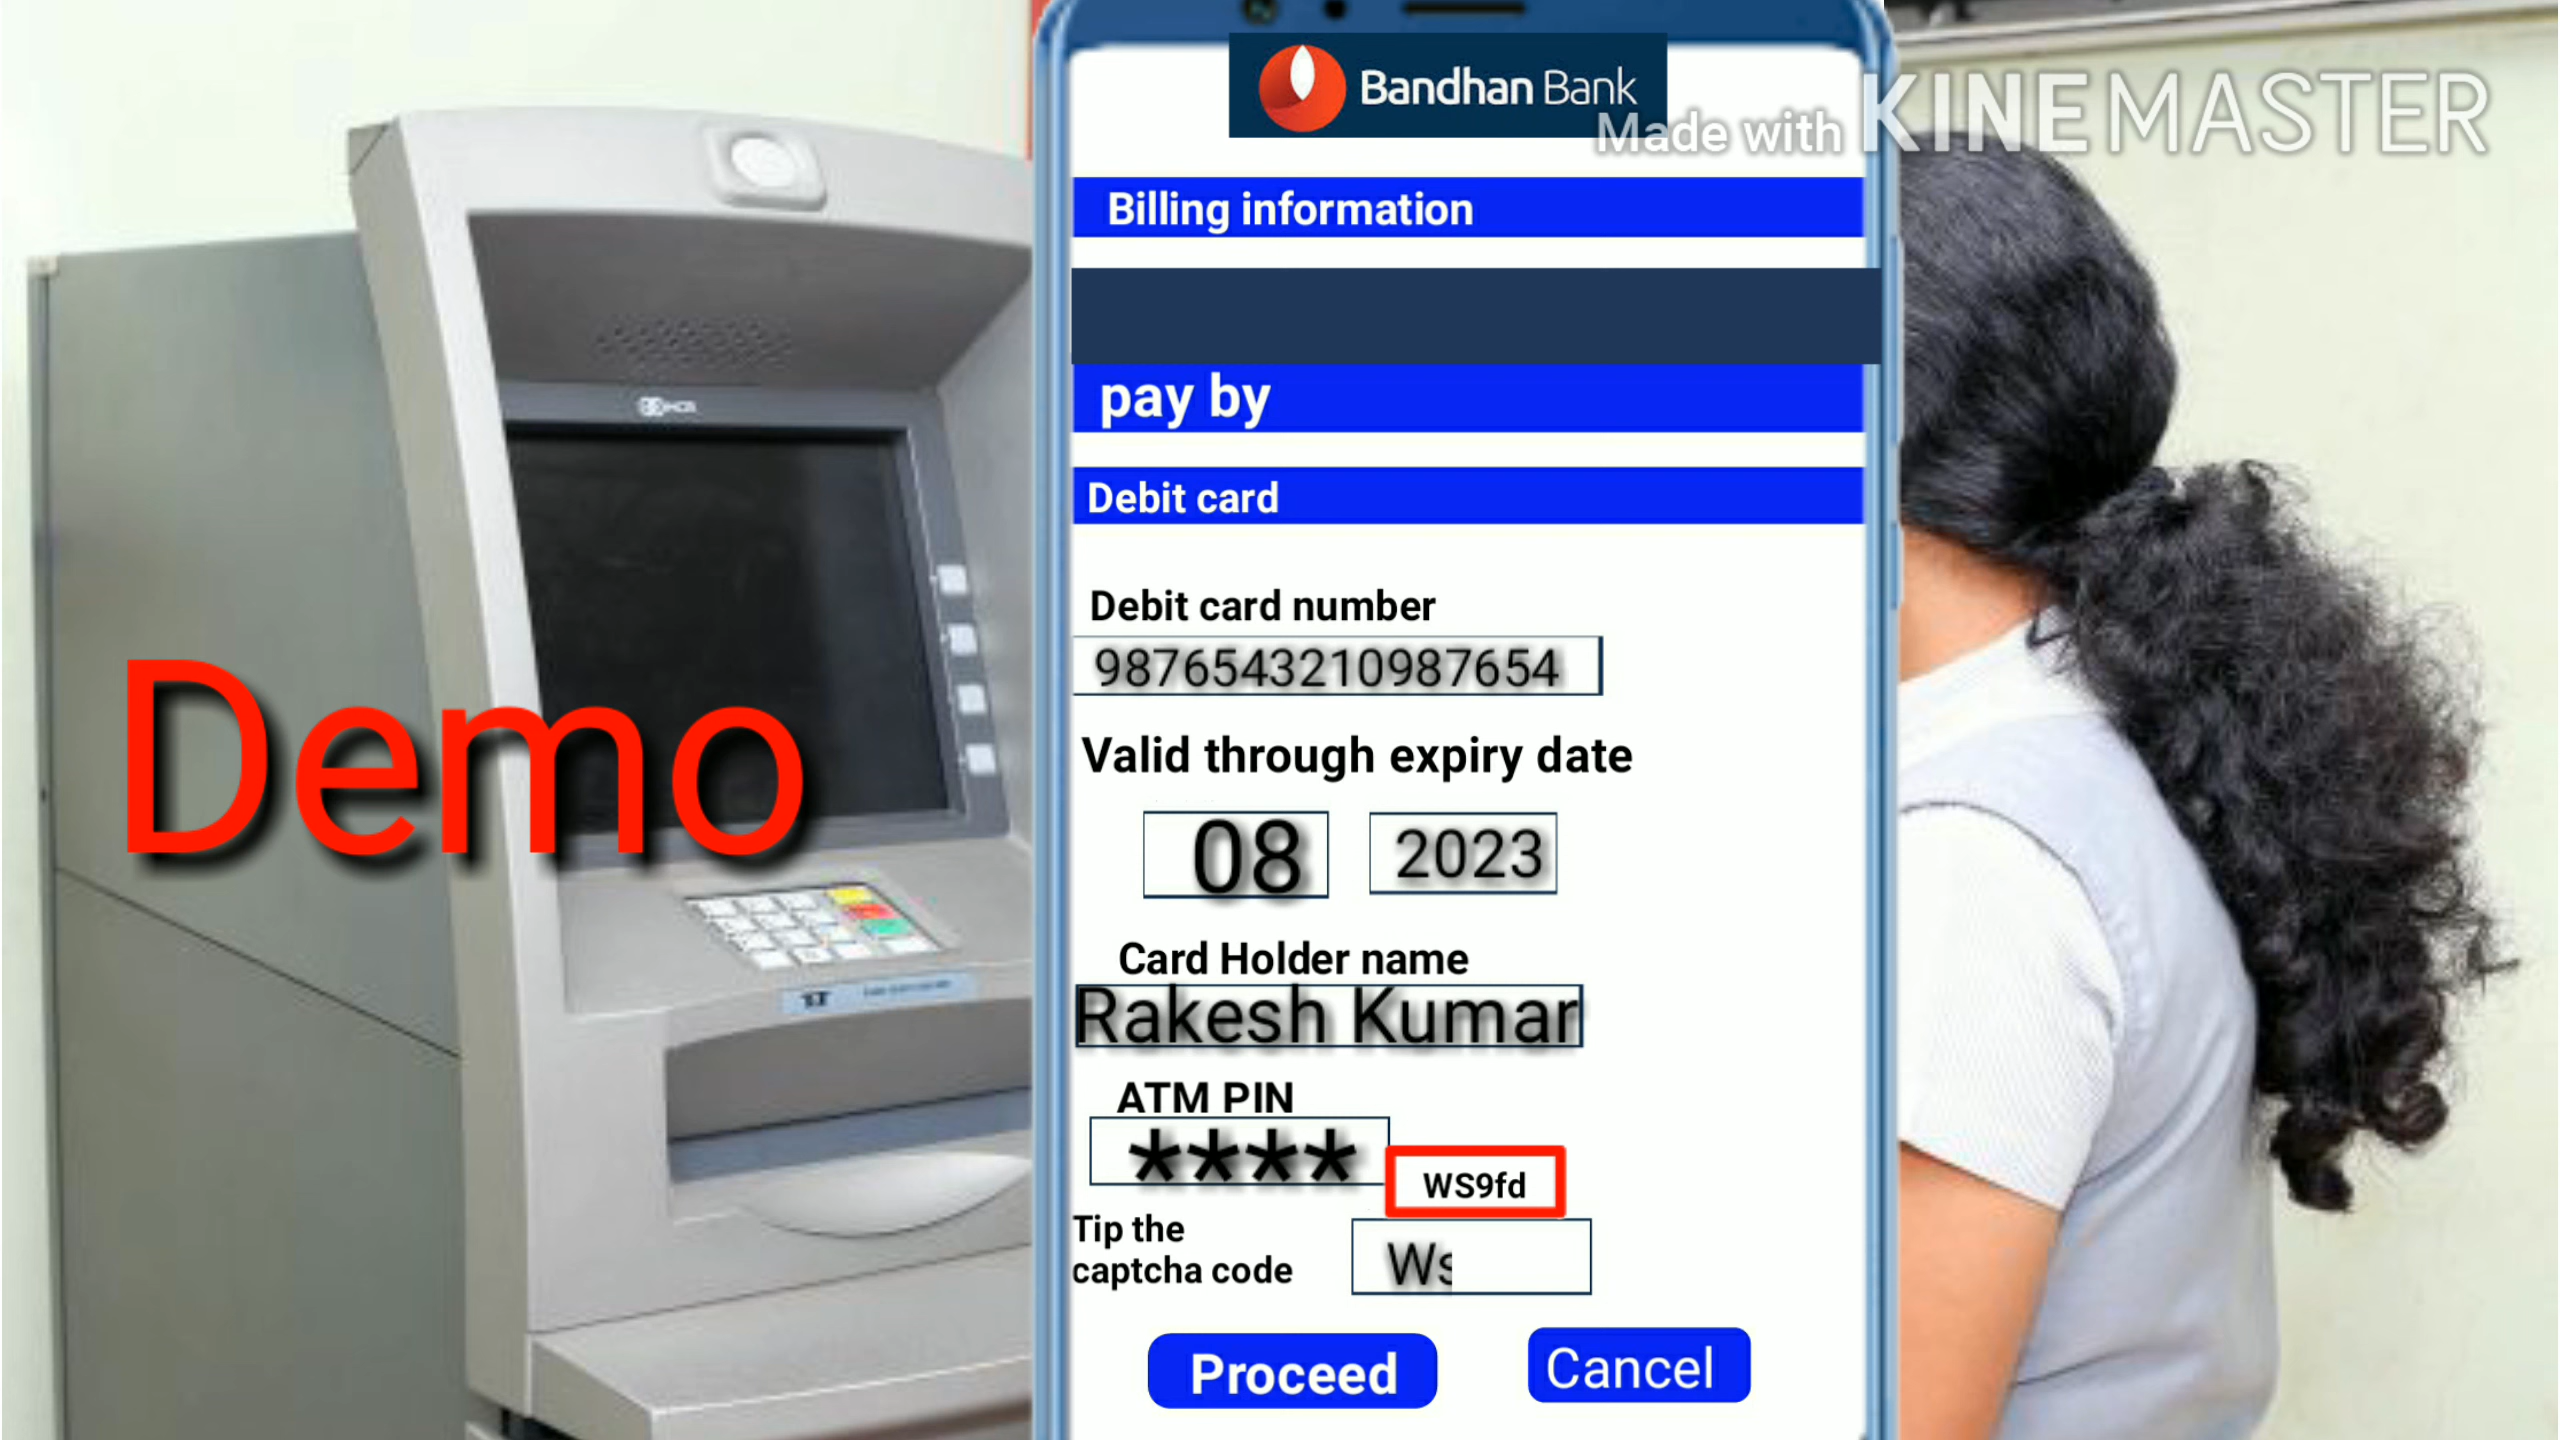 Bandhan Bank
Made with KINEMASTER
Billing information
pay by
Debit card
Debit card number
9876543210987654
Valid through expiry date
08 2023
Card Holder name
Rakesh Kumar
ATM PIN
****
WS9fd
Tip the
captcha code
Ws
Proceed
Cancel
Demo